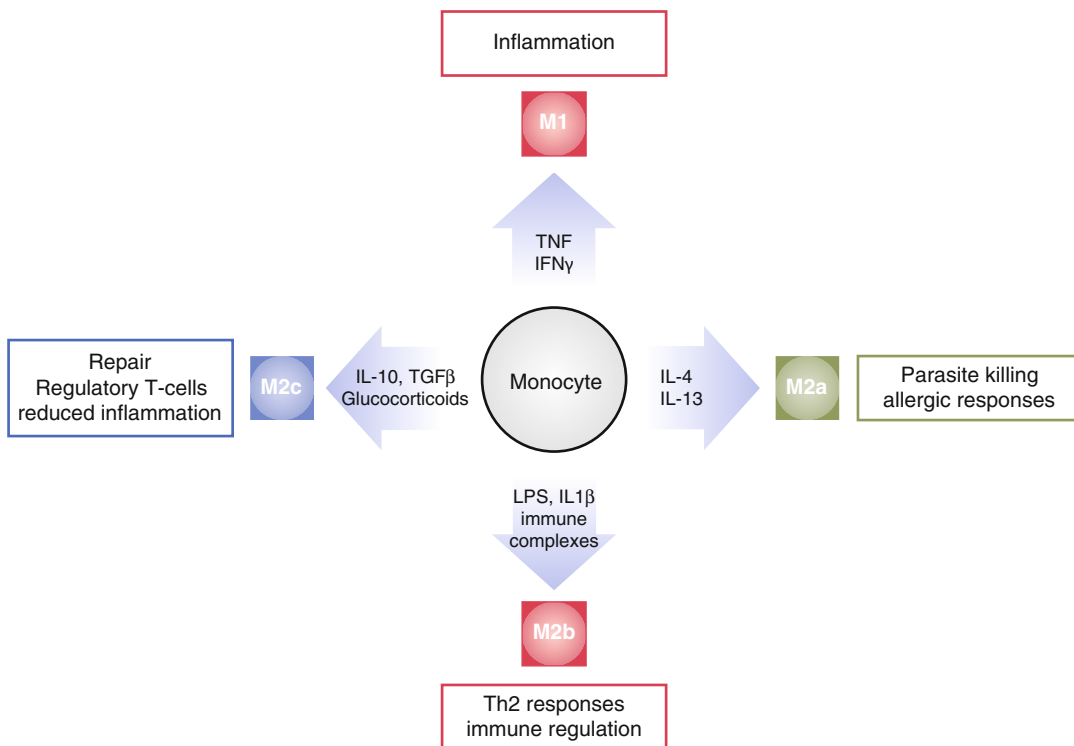 Inflammation
M1
TNF
IFNγ
Repair
Regulatory T-cells
reduced inflammation
M2c
IL-10, TGFβ
Glucocorticoids
Monocyte
IL-4
IL-13
M2a
Parasite killing
allergic responses
LPS, IL1β
immune
complexes
M2b
Th2 responses
immune regulation